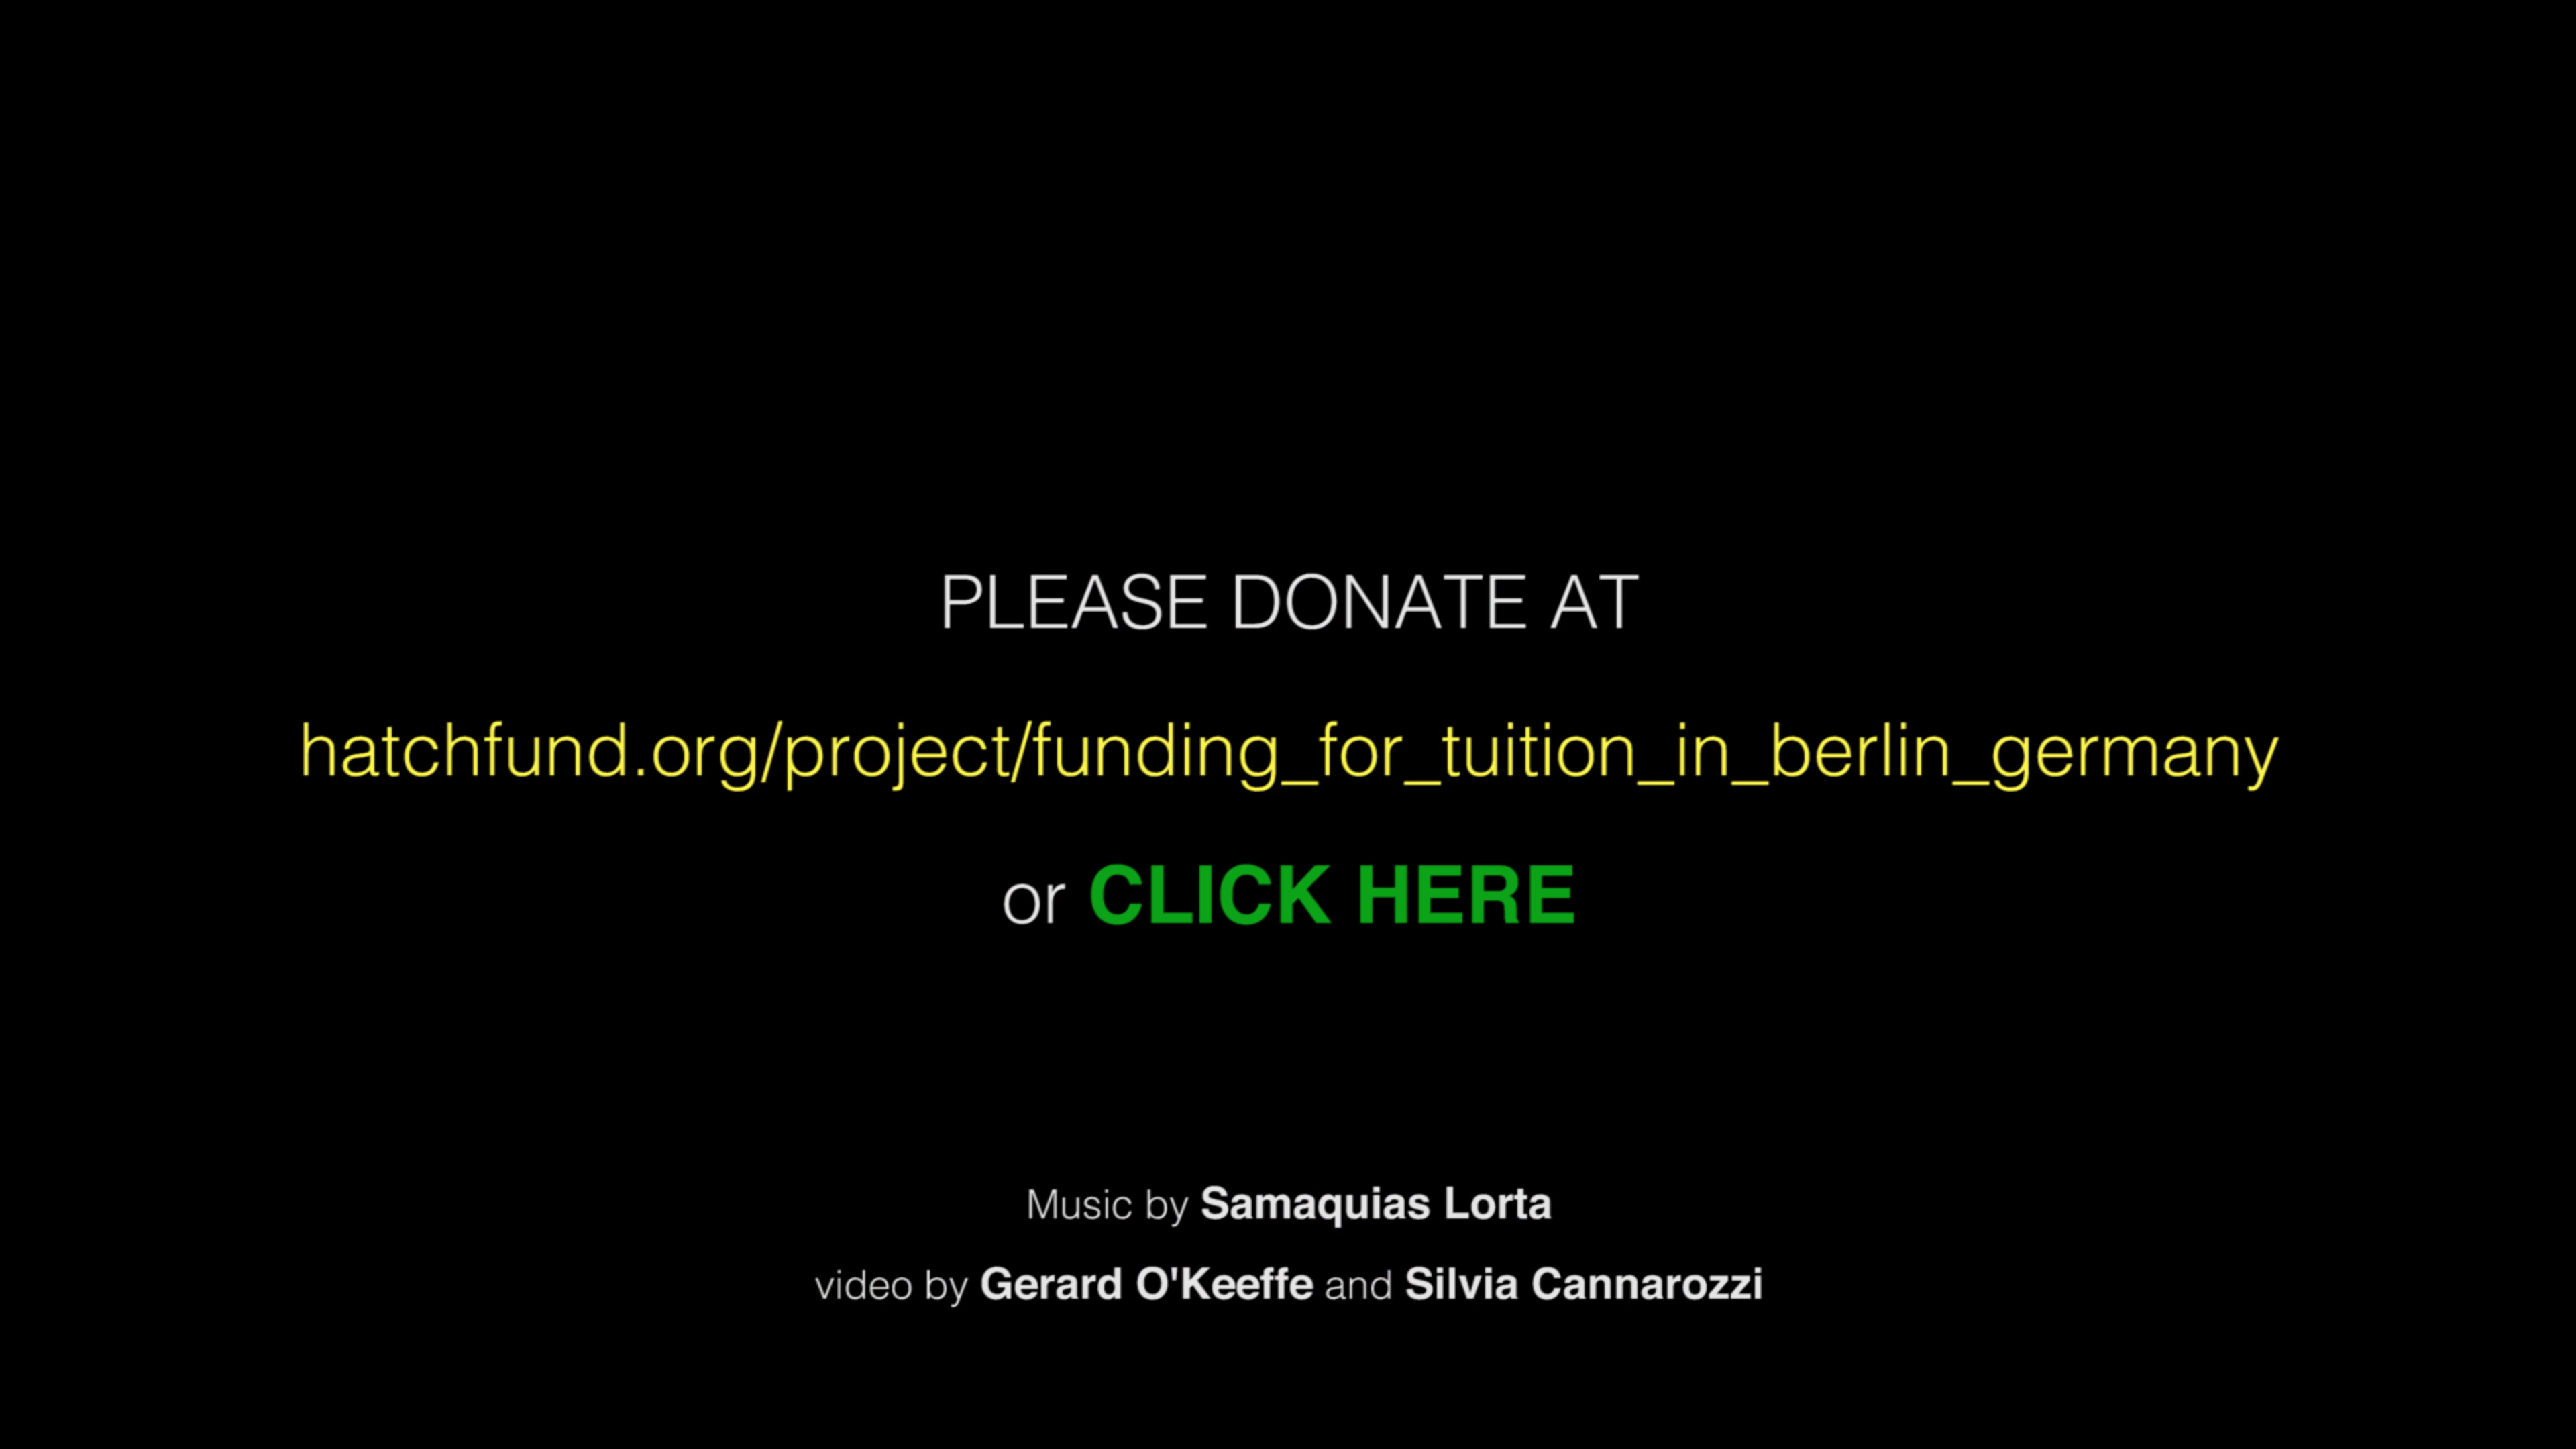 PLEASE DONATE AT
hatchfund.org/project/funding_for_tuition_in_berlin_germany
or CLICK HERE
Music by Samaquias Lorta
video by Gerard O'Keeffe and Silvia Cannarozzi